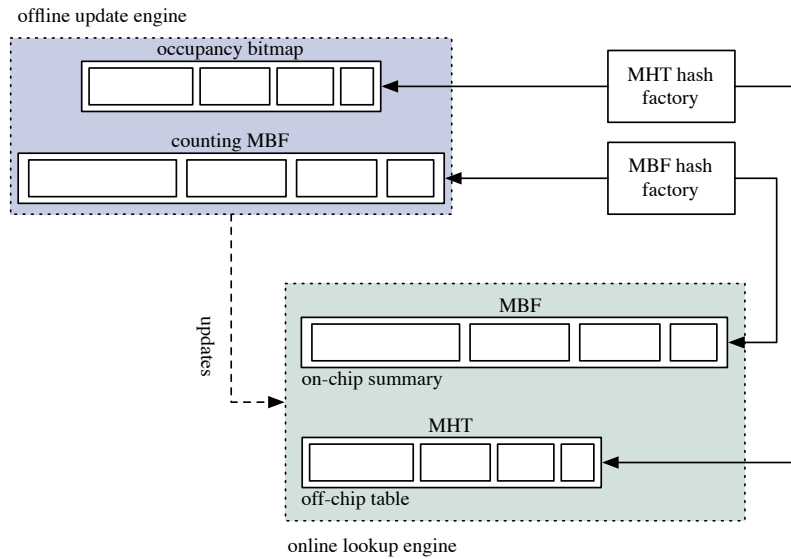 offline update engine
occupancy bitmap
MHT hash
factory
counting MBF
MBF hash
factory
updates
MBF
on-chip summary
MHT
off-chip table
online lookup engine